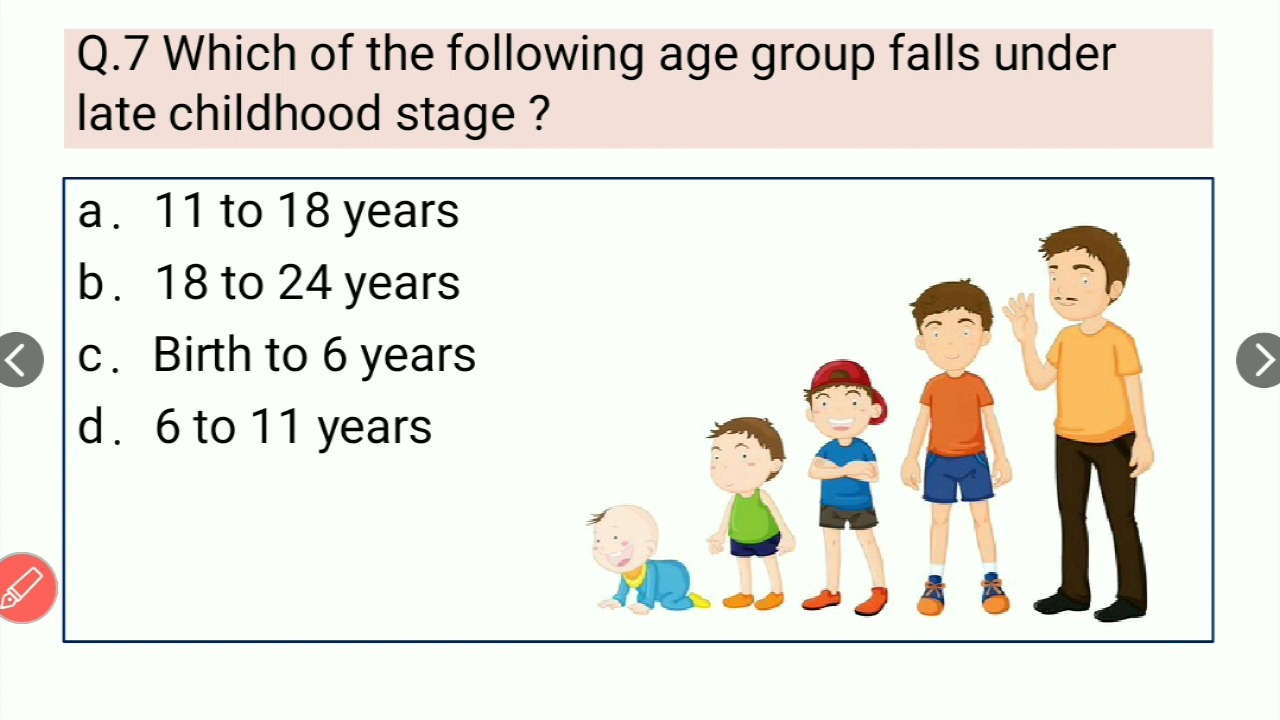 Q.7 Which of the following age group falls under
late childhood stage ?
a. 11 to 18 years
b. 18 to 24 years
c. Birth to 6 years
d. 6 to 11 years